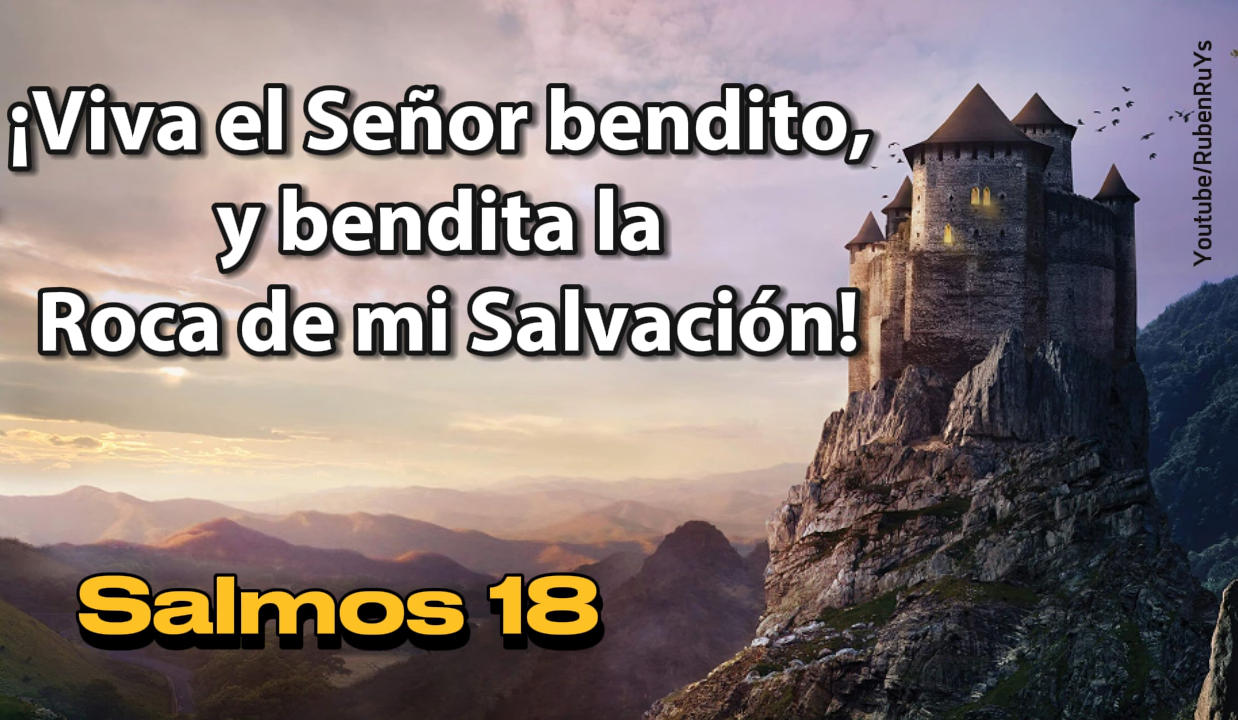 ¡Viva el Señor bendito,
y bendita la
Roca de mi Salvación!
Salmos 18
Youtube/RubenRuYs